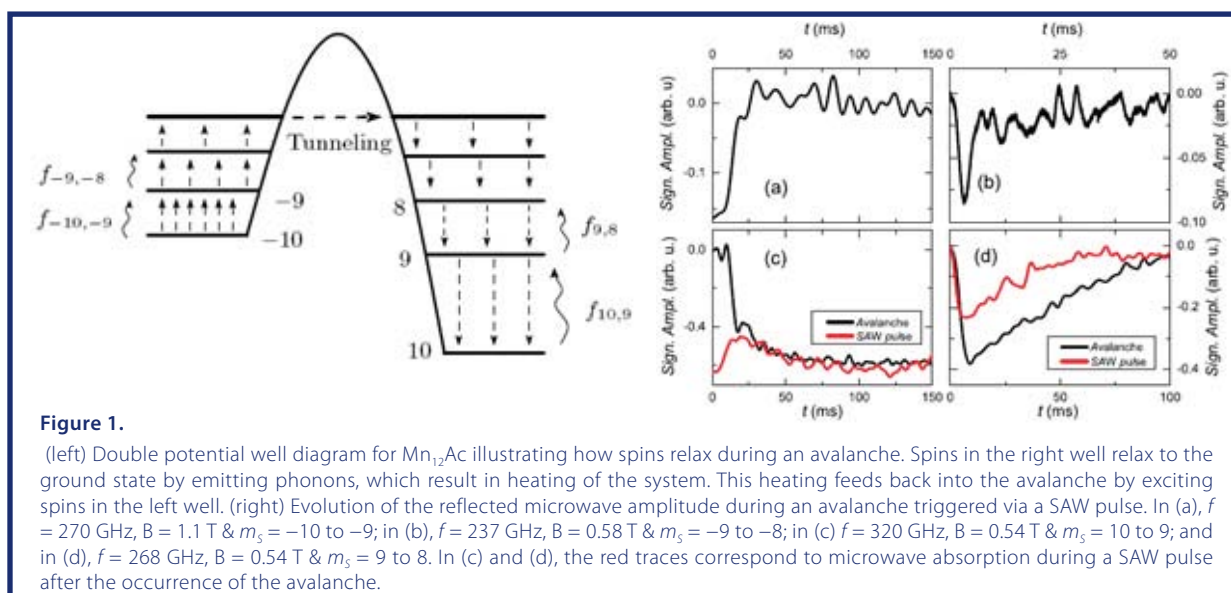 Tunneling
f−9,−8
f−10,−9
−9
−10
8
9
10
f9,8
f10,9
t (ms)
0 50 100 150
t (ms)
0 25 50
Sign. Ampl. (arb. u.)
0.0
-0.1
(a)
(b)
0.00
-0.05
-0.10
Sign. Ampl. (arb. u.)
Sign. Ampl. (arb. u.)
0.0
-0.4
(c)
Avalanche
SAW pulse
(d)
Avalanche
SAW pulse
0.0
-0.2
-0.4
Sign. Ampl. (arb. u.)
0 50 100 150
t (ms)
0 50 100
t (ms)
Figure 1.
(left) Double potential well diagram for Mn₁₂Ac illustrating how spins relax during an avalanche. Spins in the right well relax to the
ground state by emitting phonons, which result in heating of the system. This heating feeds back into the avalanche by exciting
spins in the left well. (right) Evolution of the reflected microwave amplitude during an avalanche triggered via a SAW pulse. In (a), f
= 270 GHz, B = 1.1 T & mS = −10 to −9; in (b), f = 237 GHz, B = 0.58 T & mS = −9 to −8; in (c) f = 320 GHz, B = 0.54 T & mS = 10 to 9; and
in (d), f = 268 GHz, B = 0.54 T & mS = 9 to 8. In (c) and (d), the red traces correspond to microwave absorption during a SAW pulse
after the occurrence of the avalanche.